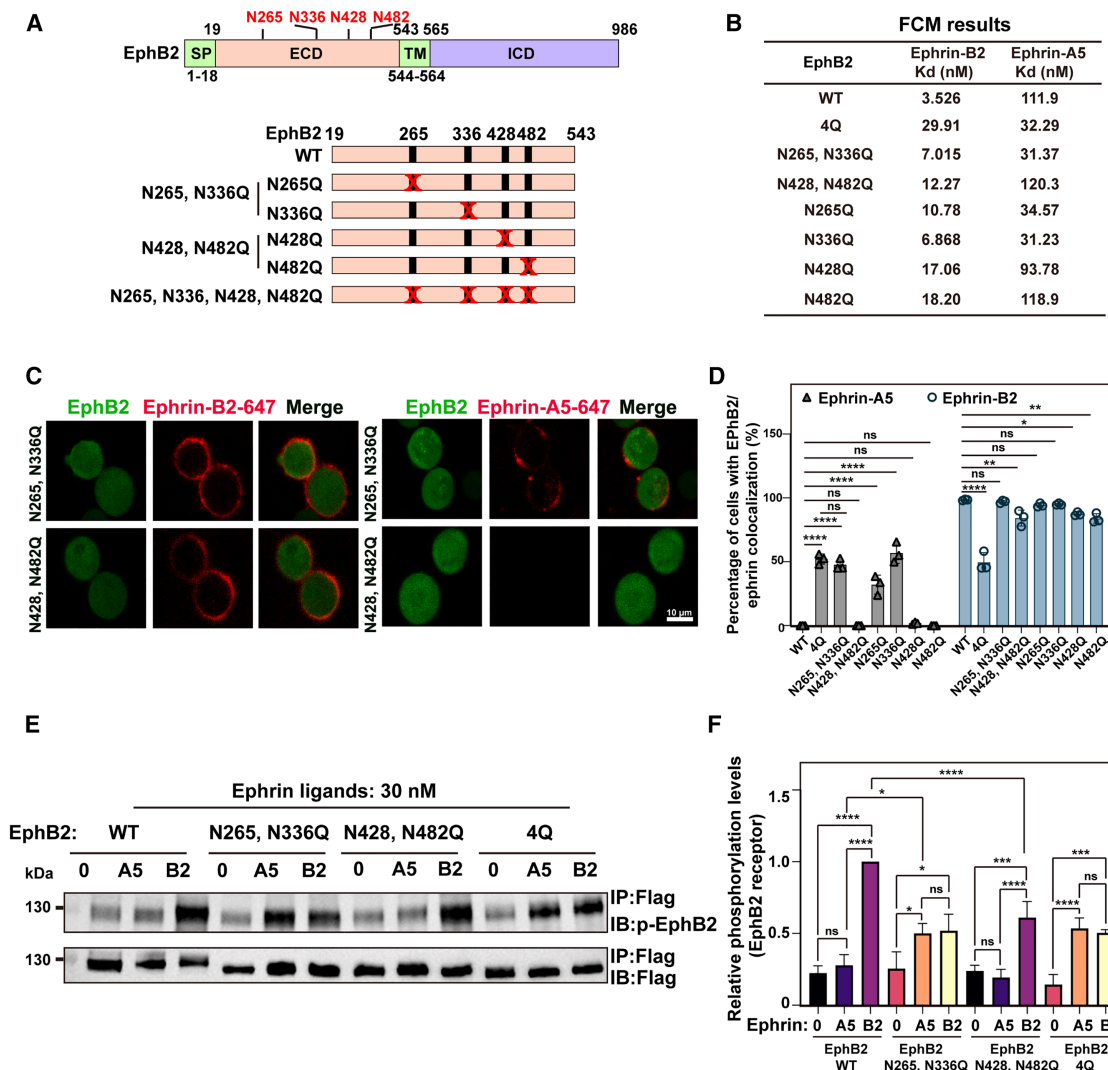 A
N265 N336 N428 N482
19 543 565 986
EphB2 SP ECD TM ICD
1-18 544-564
EphB2 19 265 336 428 482 543
WT
N265, N336Q
N265Q
N336Q
N428, N482Q
N428Q
N482Q
N265, N336, N428, N482Q
B
FCM results
EphB2 Ephrin-B2 Kd (nM) Ephrin-A5 Kd (nM)
WT 3.526 111.9
4Q 29.91 32.29
N265, N336Q 7.015 31.37
N428, N482Q 12.27 120.3
N265Q 10.78 34.57
N336Q 6.868 31.23
N428Q 17.06 93.78
N482Q 18.20 118.9
C
EphB2 Ephrin-B2-647 Merge EphB2 Ephrin-A5-647 Merge
N265, N336Q N265, N336Q
N428, N482Q N428, N482Q
10 µm
D
Ephrin-A5 Ephrin-B2
Percentage of cells with EPhB2/
ephrin colocalization (%)
150
100
50
0
ns
ns
****
****
ns
****
****
**
*
ns
ns
**
ns
****
WT 4Q N265, N336Q N428, N482Q N265Q N336Q N428Q N482Q WT 4Q N265, N336Q N428, N482Q N265Q N336Q N428Q N482Q
E
Ephrin ligands: 30 nM
EphB2: WT N265, N336Q N428, N482Q 4Q
kDa 0 A5 B2 0 A5 B2 0 A5 B2 0 A5 B2
130
IP:Flag
IB:p-EphB2
130
IP:Flag
IB:Flag
F
Relative phosphorylation levels
(EphB2 receptor)
1.5
1.0
0.5
0
****
*
****
****
ns
*
ns
*
***
****
ns
***
ns
****
Ephrin: 0 A5 B2 0 A5 B2 0 A5 B2 0 A5 B
EphB2 EphB2 EphB2 EphB2
WT N265, N336Q N428, N482Q 4Q